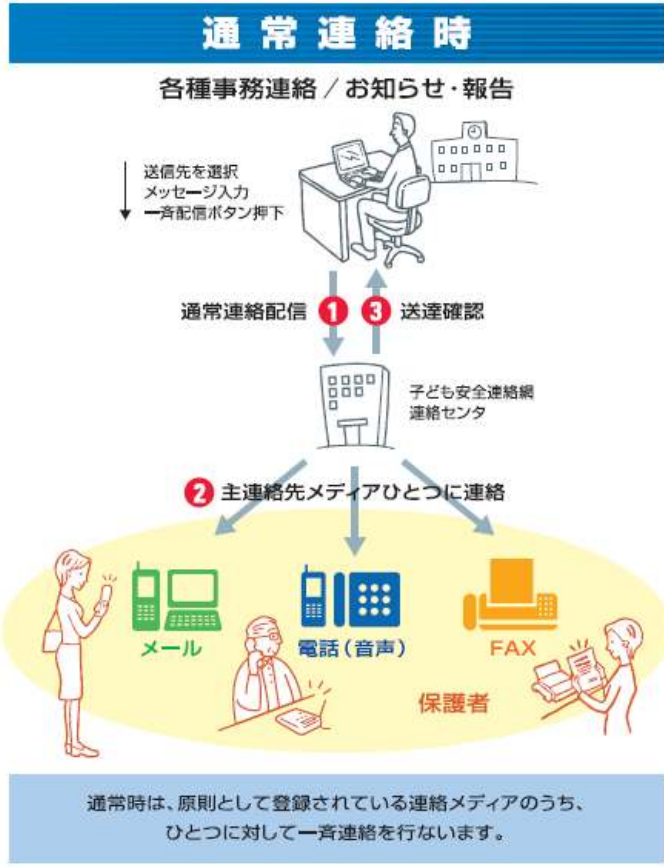 通常連絡時
各種事務連絡／お知らせ・報告
送信先を選択
メッセージ入力
一斉配信ボタン押下
通常連絡配信 1
3 送達確認
子ども安全連絡網
連絡センタ
2 主連絡先メディアひとつに連絡
メール
電話(音声)
FAX
保護者
通常時は、原則として登録されている連絡メディアのうち、
ひとつに対して一斉連絡を行ないます。